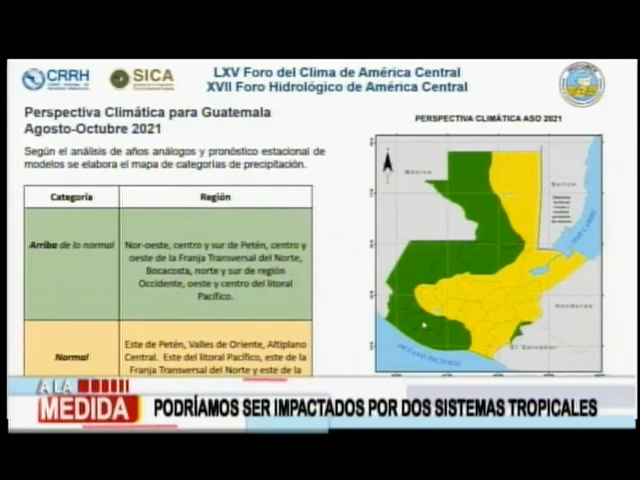 CRRH
SICA
LXV Foro del Clima de América Central
XVII Foro Hidrológico de América Central
Perspectiva Climática para Guatemala
Agosto-Octubre 2021
Según el análisis de años análogos y pronóstico estacional de
modelos se elabora el mapa de categorías de precipitación.
Categoría
Región
Arriba de lo normal
Nor-oeste, centro y sur de Petén, centro y
oeste de la Franja Transversal del Norte,
Bocacosta, norte y sur de región
Occidente, oeste y centro del litoral
Pacífico.
Normal
Este de Petén, Valles de Oriente, Altiplano
Central. Este del litoral Pacífico, este de la
Franja Transversal del Norte y este de la
PERSPECTIVA CLIMÁTICA ASO 2021
México
Belice
MAR CARIBE
Honduras
El Salvador
OCÉANO PACÍFICO
A LA
MEDIDA
PODRÍAMOS SER IMPACTADOS POR DOS SISTEMAS TROPICALES